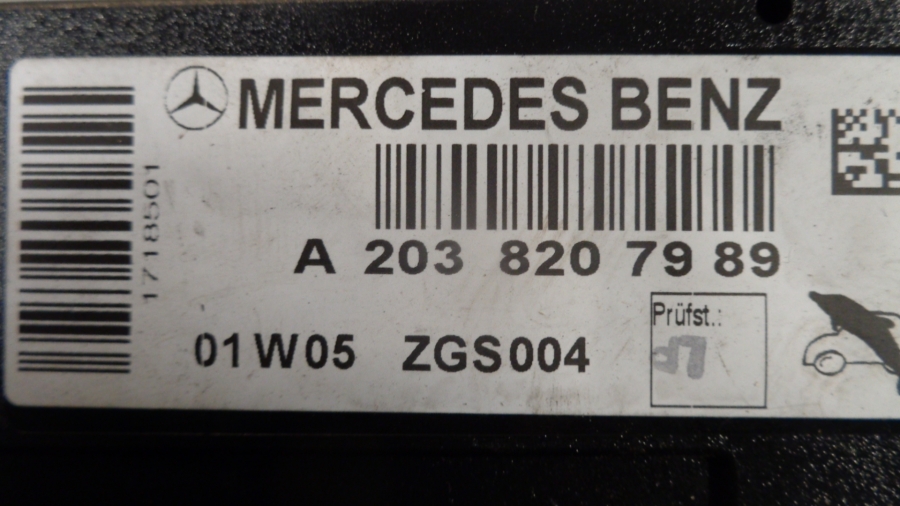 MERCEDES BENZ
A 203 820 79 89
01W05 ZGS004
Prüfst.:
1718501